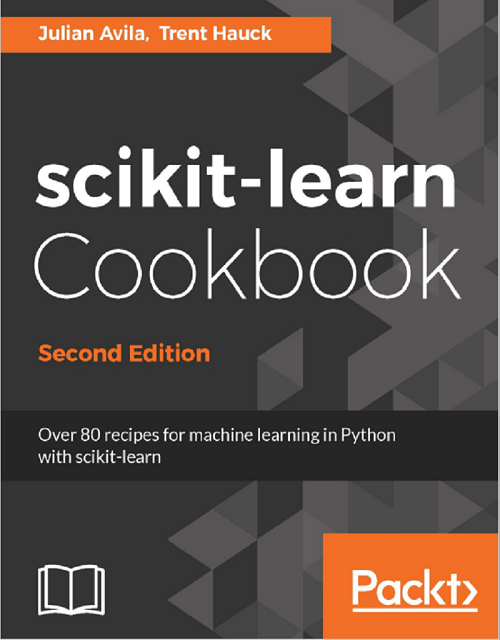 Julian Avila, Trent Hauck
scikit-learn
Cookbook
Second Edition
Over 80 recipes for machine learning in Python
with scikit-learn
Packt>